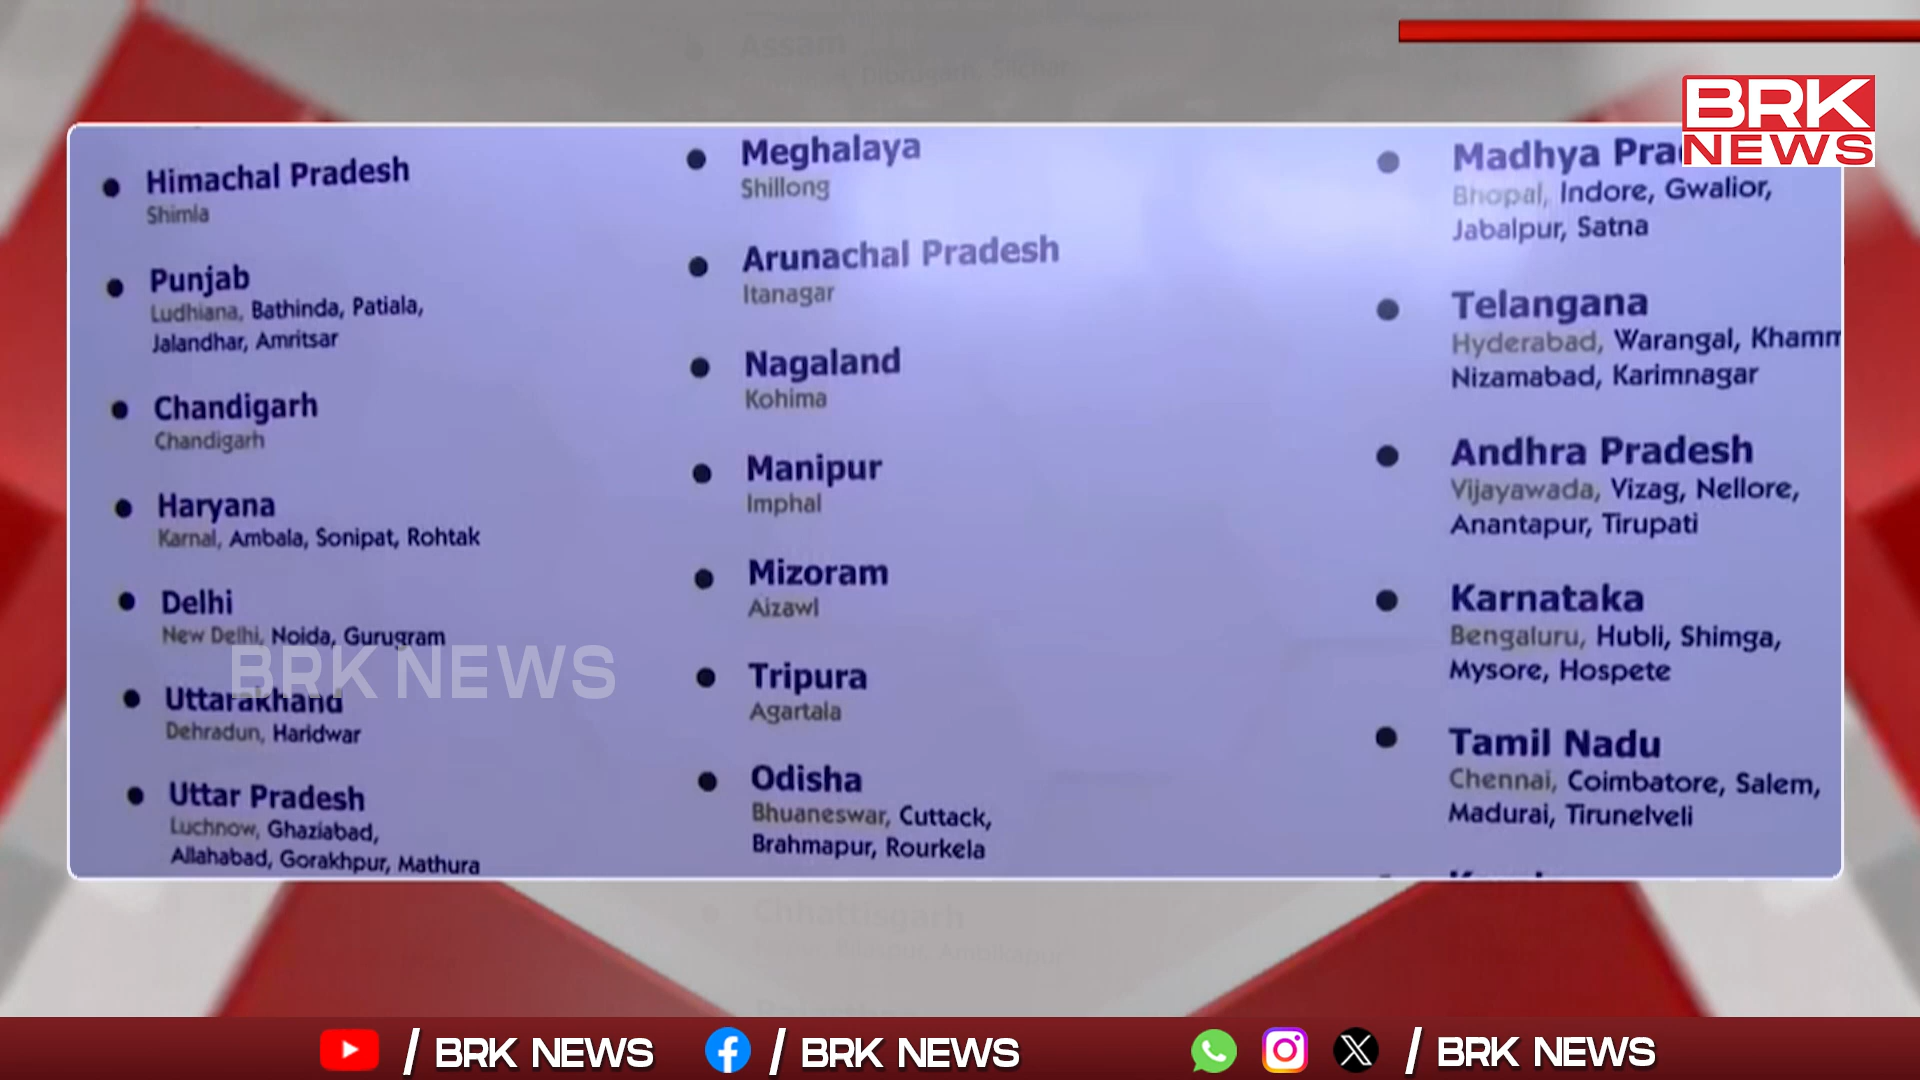 BRK
NEWS
Assam
Himachal Pradesh
Shimla
Punjab
Ludhiana, Bathinda, Patiala,
Jalandhar, Amritsar
Chandigarh
Chandigarh
Haryana
Karnal, Ambala, Sonipat, Rohtak
Delhi
New Delhi, Noida, Gurugram
Uttarakhand
Dehradun, Haridwar
Uttar Pradesh
Luchnow, Ghaziabad,
Allahabad, Gorakhpur, Mathura
Meghalaya
Shillong
Arunachal Pradesh
Itanagar
Nagaland
Kohima
Manipur
Imphal
Mizoram
Aizawl
Tripura
Agartala
Odisha
Bhuaneswar, Cuttack,
Brahmapur, Rourkela
Chhattisgarh
Bilaspur, Ambikapur
Madhya
Bhopal, Indore, Gwalior,
Jabalpur, Satna
Telangana
Hyderabad, Warangal, Khamm
Nizamabad, Karimnagar
Andhra Pradesh
Vijayawada, Vizag, Nellore,
Anantapur, Tirupati
Karnataka
Bengaluru, Hubli, Shimga,
Mysore, Hospete
Tamil Nadu
Chennai, Coimbatore, Salem,
Madurai, Tirunelveli
BRK NEWS
/ BRK NEWS
/ BRK NEWS
/ BRK NEWS